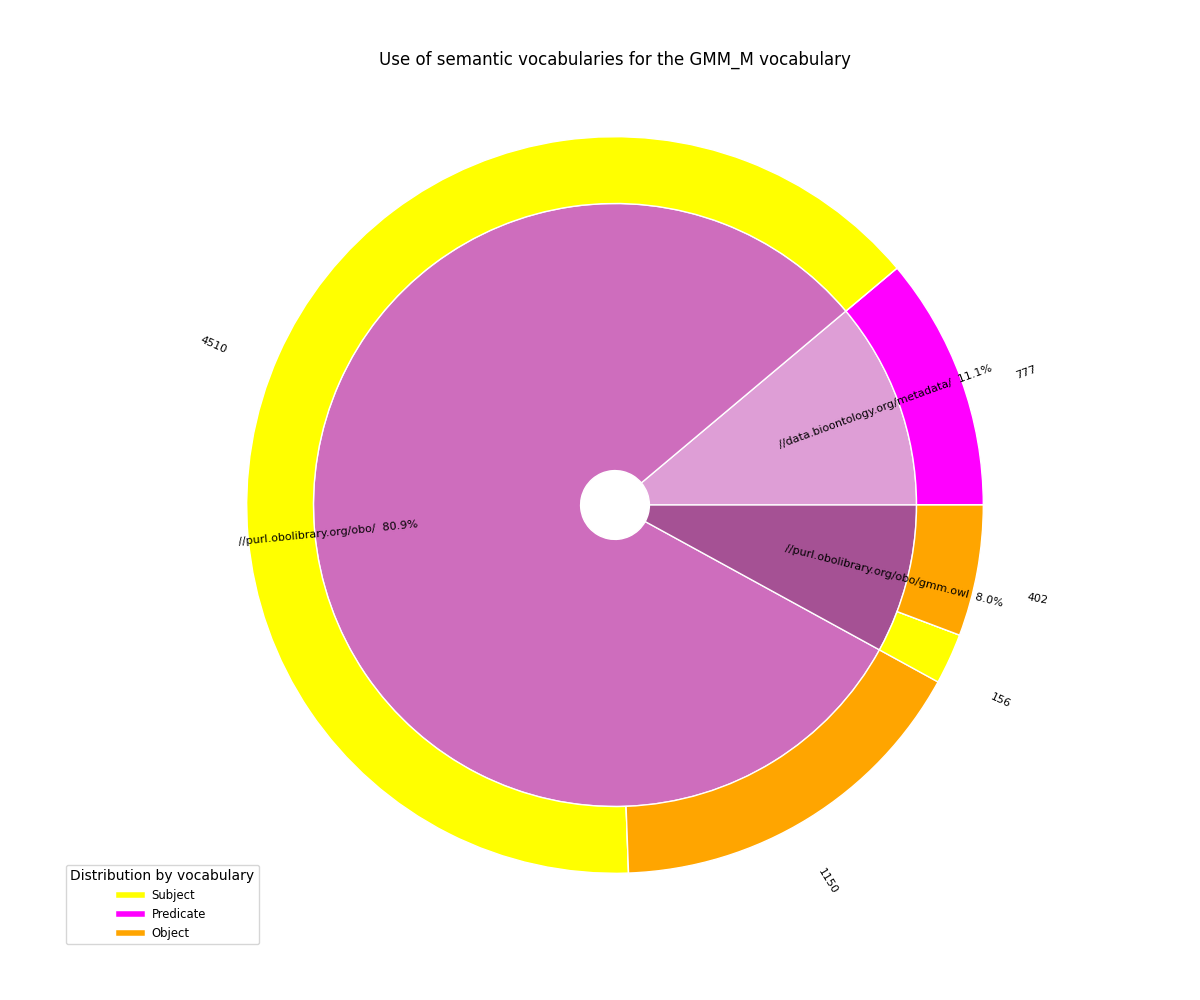 Use of semantic vocabularies for the GMM_M vocabulary
4510
//data.bioontology.org/metadata/  11.1%
777
//purl.obolibrary.org/obo/  80.9%
//purl.obolibrary.org/obo/gmm.owl  8.0%
402
156
1150
Distribution by vocabulary
Subject
Predicate
Object